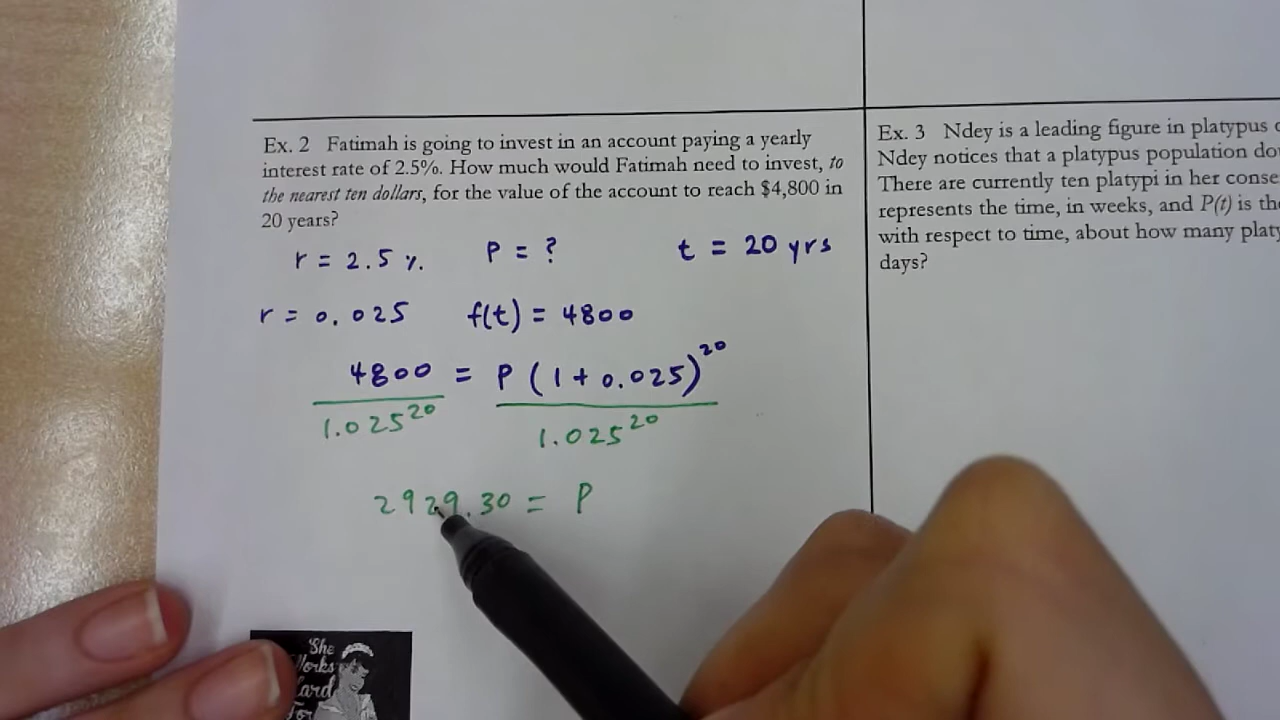 Ex. 2 Fatimah is going to invest in an account paying a yearly
interest rate of 2.5%. How much would Fatimah need to invest, to
the nearest ten dollars, for the value of the account to reach $4,800 in
20 years?
r = 2.5 %. P = ? t = 20 yrs
r = 0.025 f(t) = 4800
4800 = P (1 + 0.025)^20
1.025^20 1.025^20
2929.30 = P
Ex. 3 Ndey is a leading figure in platypus
Ndey notices that a platypus population
There are currently ten platypi in her
represents the time, in weeks, and P(t) is
with respect to time, about how many
days?
She
Works
Hard
For